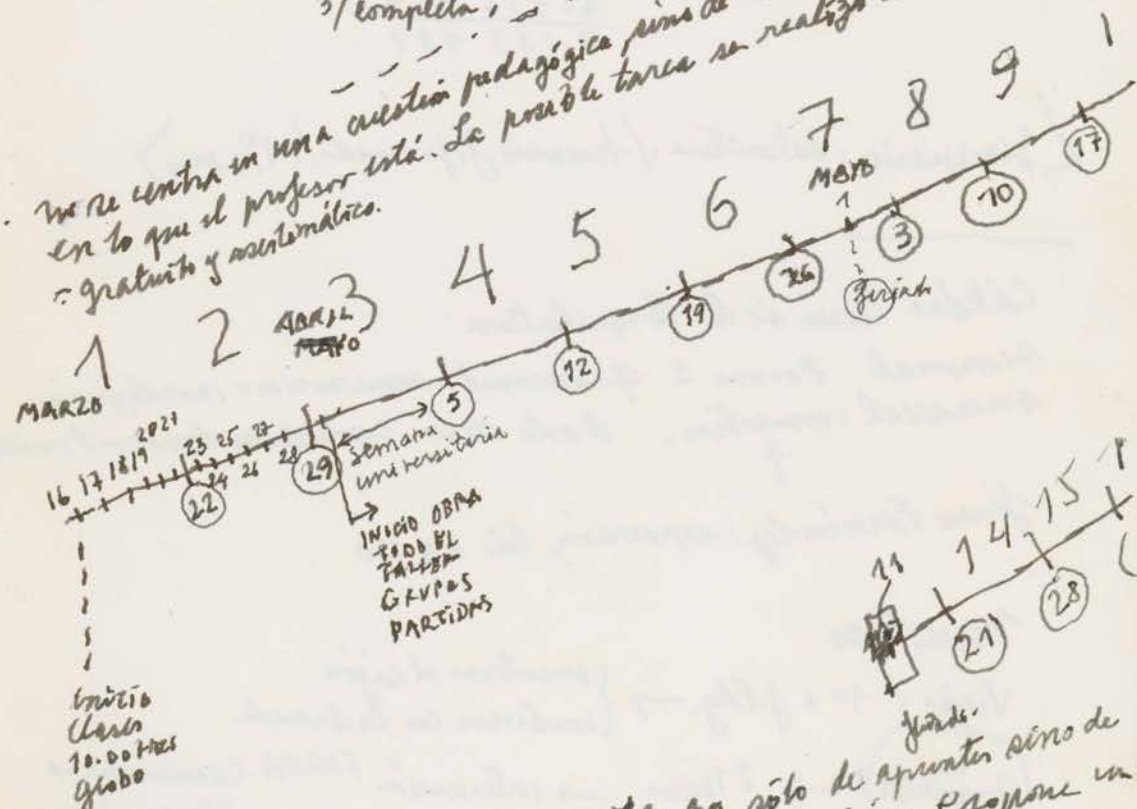 3/ completa,
no se centra en una cuestión pedagógica sino de
en lo que el profesor está. La posible tarea se realiza
- gratuito y asistemático.
1 2 3 4 5 6 7 8 9 1
MARZO
ABRIL
MAYO
MAYO
16 17 18 19 20 21 22 23 24 25 26 27 28 29 5 12 19 26 1 3 10 17
feriado
semana
universitaria
INICIO OBRA
TODO EL
TALLER
GRUPOS
PARTIDAS
inicio
clases
10.00 HRS
globo
11 14 15 1
21 28
sólo de apuntes sino de
propone un